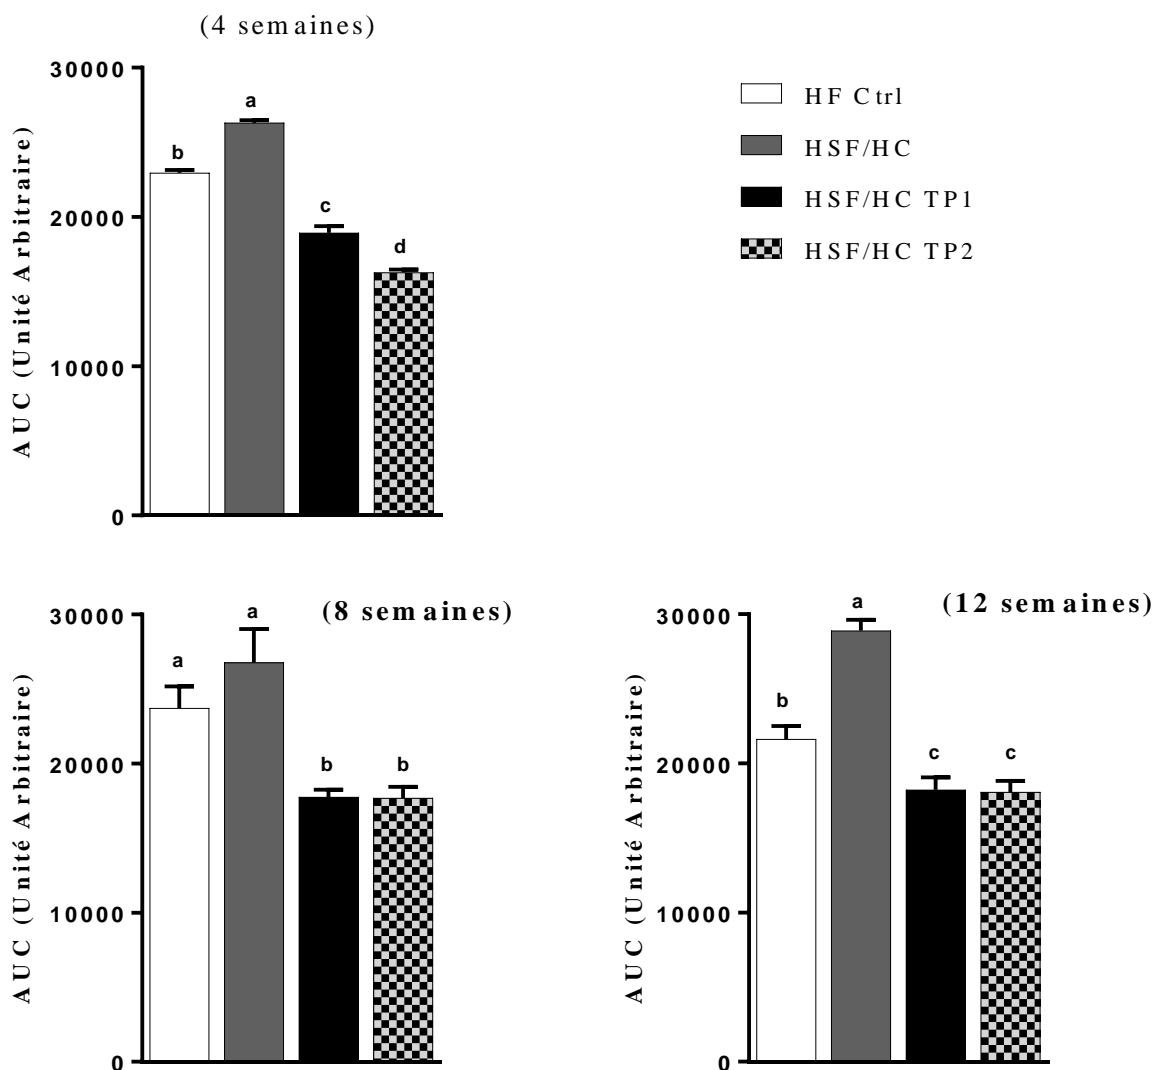 (4 semaines)
30000
20000
10000
0
AUC (Unité Arbitraire)
b
a
c
d
HF Ctrl
HSF/HC
HSF/HC TP1
HSF/HC TP2
(8 semaines)
30000
20000
10000
0
AUC (Unité Arbitraire)
a
a
b
b
(12 semaines)
30000
20000
10000
0
AUC (Unité Arbitraire)
b
a
c
c